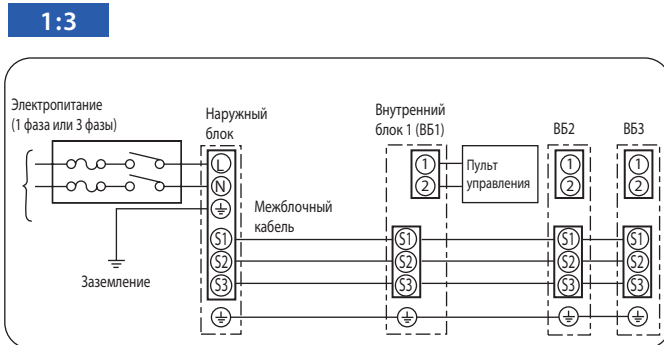 1:3
Электропитание
(1 фаза или 3 фазы)
Наружный
блок
Внутренний
блок 1 (ВБ1)
ВБ2
ВБ3
L
N
1
2
Пульт
управления
1
2
1
2
Межблочный
кабель
S1
S2
S3
S1
S2
S3
S1
S2
S3
S1
S2
S3
Заземление